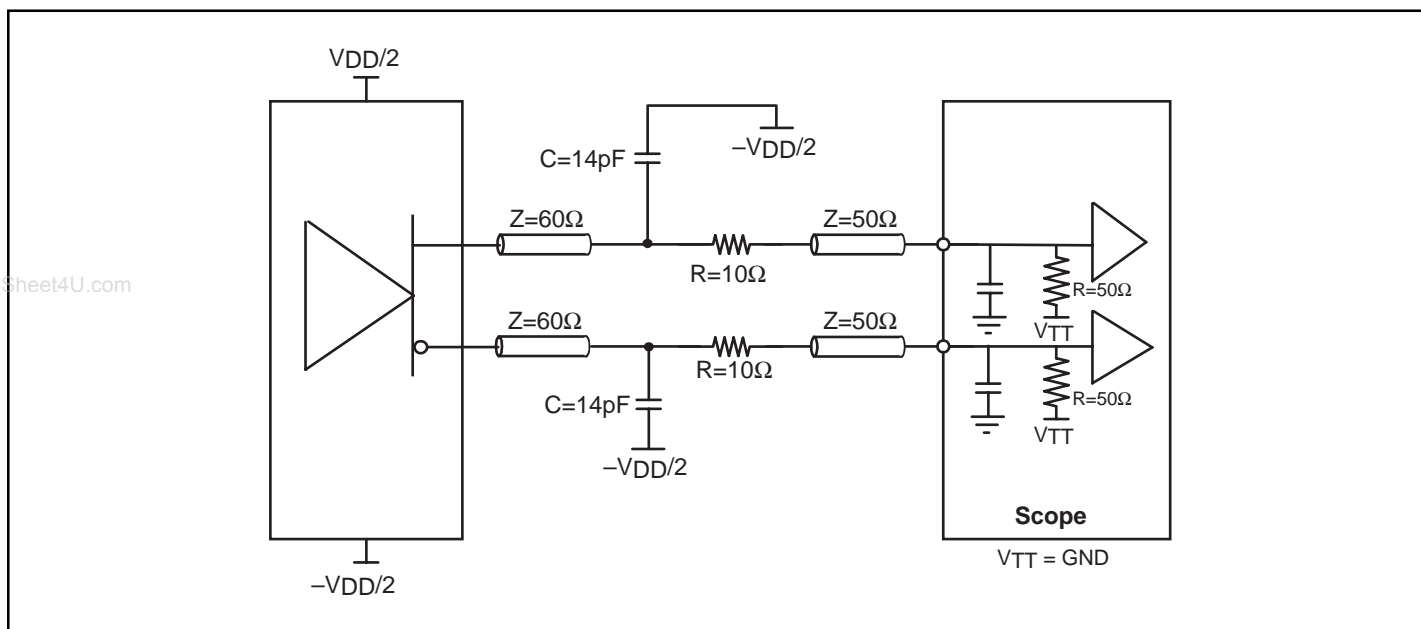 VDD/2
–VDD/2
C=14pF
Z=60Ω
Z=50Ω
R=10Ω
R=50Ω
VTT
Sheet4U.com
Z=60Ω
Z=50Ω
R=10Ω
R=50Ω
VTT
C=14pF
–VDD/2
Scope
VTT = GND
–VDD/2